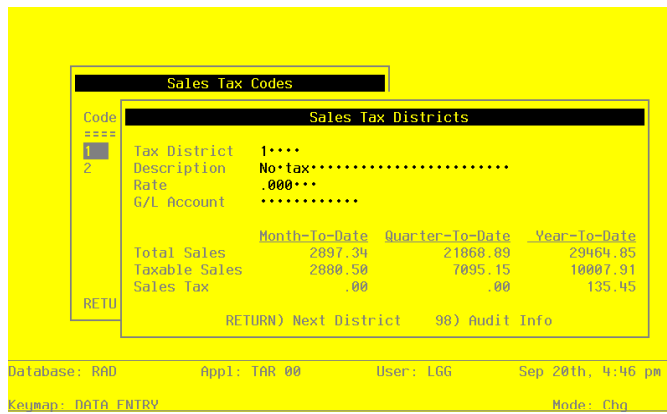 Sales Tax Codes
Code
====
1
2
RETU
Sales Tax Districts
Tax District 1••••
Description No•tax••••••••••••••••••••••••
Rate .000•••
G/L Account ••••••••••••
Month-To-Date Quarter-To-Date Year-To-Date
Total Sales 2897.34 21868.89 29464.85
Taxable Sales 2880.50 7095.15 10007.91
Sales Tax .00 .00 135.45
RETURN) Next District 98) Audit Info
Database: RAD Appl: TAR 00 User: LGG Sep 20th, 4:46 pm
Keymap: DATA ENTRY Mode: Chg